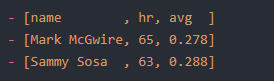 - [name        , hr, avg  ]
- [Mark McGwire, 65, 0.278]
- [Sammy Sosa  , 63, 0.288]